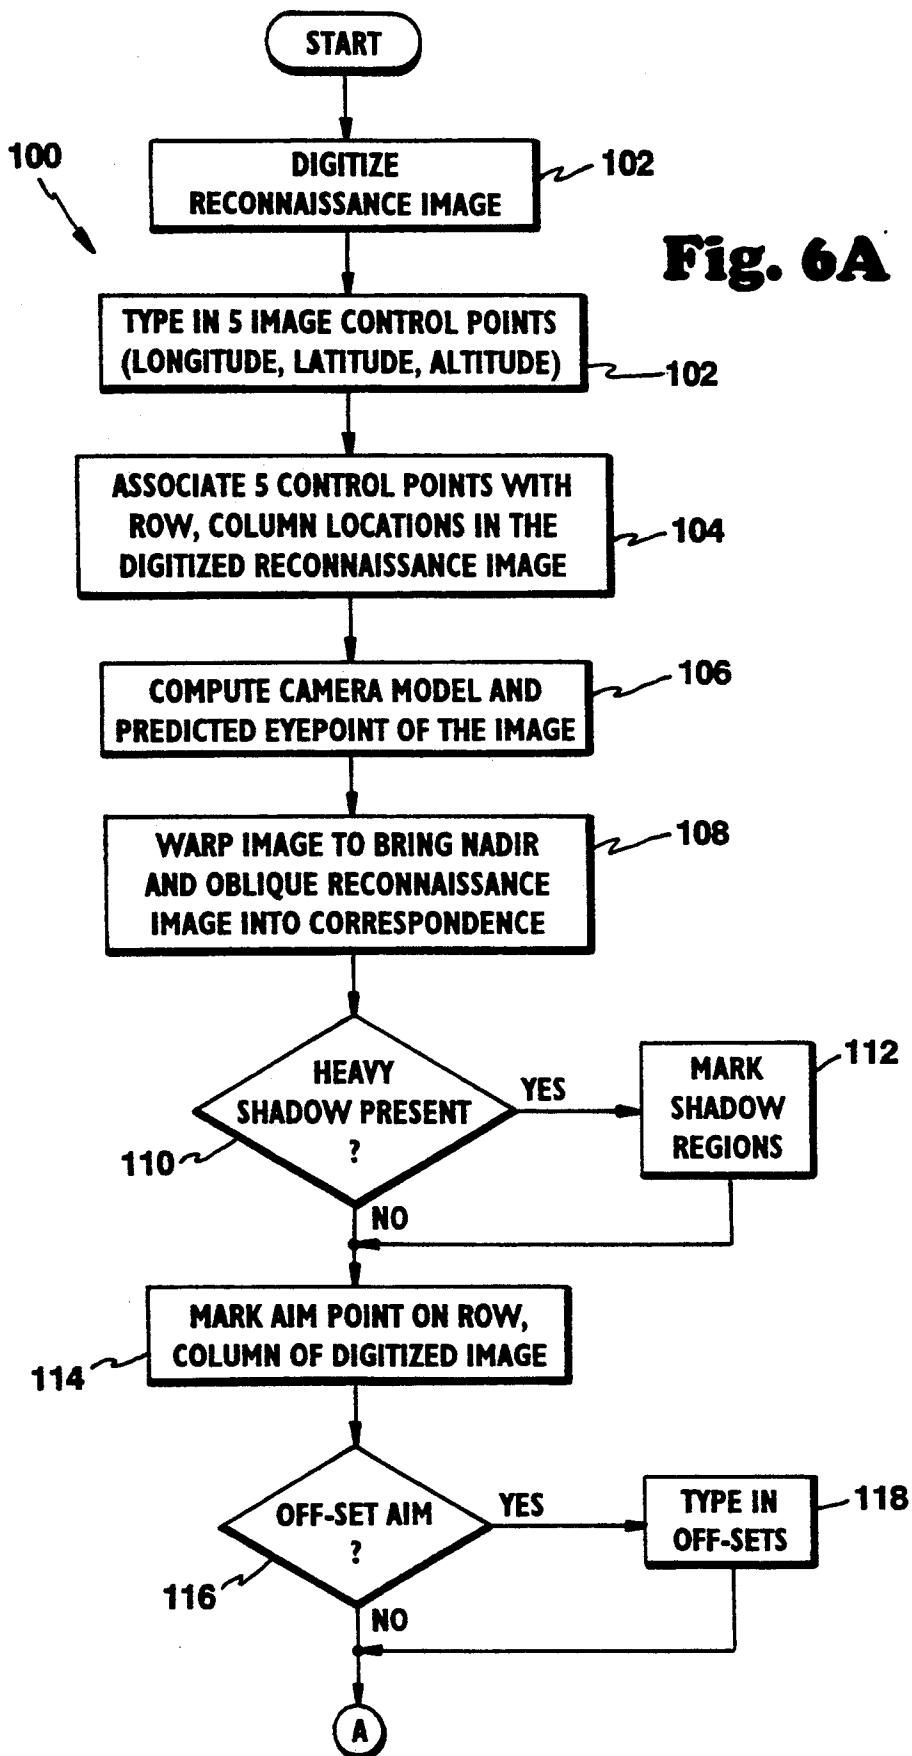 START
100
DIGITIZE
RECONNAISSANCE IMAGE
102
Fig. 6A
TYPE IN 5 IMAGE CONTROL POINTS
(LONGITUDE, LATITUDE, ALTITUDE)
102
ASSOCIATE 5 CONTROL POINTS WITH
ROW, COLUMN LOCATIONS IN THE
DIGITIZED RECONNAISSANCE IMAGE
104
COMPUTE CAMERA MODEL AND
PREDICTED EYEPOINT OF THE IMAGE
106
WARP IMAGE TO BRING NADIR
AND OBLIQUE RECONNAISSANCE
IMAGE INTO CORRESPONDENCE
108
HEAVY
SHADOW PRESENT
?
110
YES
MARK
SHADOW
REGIONS
112
NO
MARK AIM POINT ON ROW,
COLUMN OF DIGITIZED IMAGE
114
OFF-SET AIM
?
116
YES
TYPE IN
OFF-SETS
118
NO
A